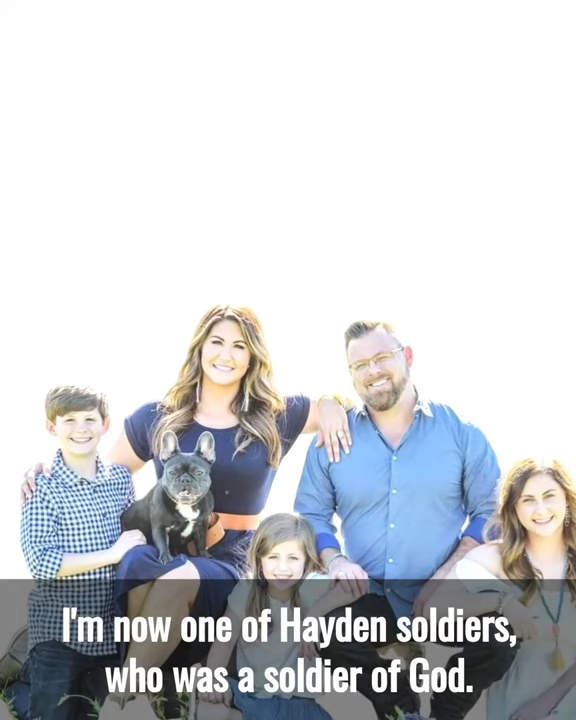 I'm now one of Hayden soldiers,
who was a soldier of God.